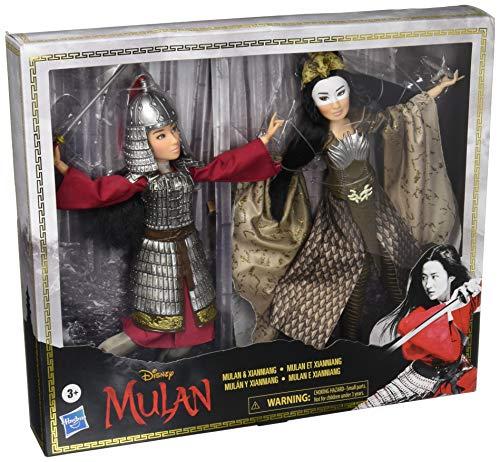 Disney
MULAN
MULAN & XIANNIANG • MULAN ET XIANNIANG
MULÁN Y XIANNIANG • MULAN E XIANNIANG
3+
Hasbro
WARNING:
CHOKING HAZARD–Small parts.
Not for children under 3 years.